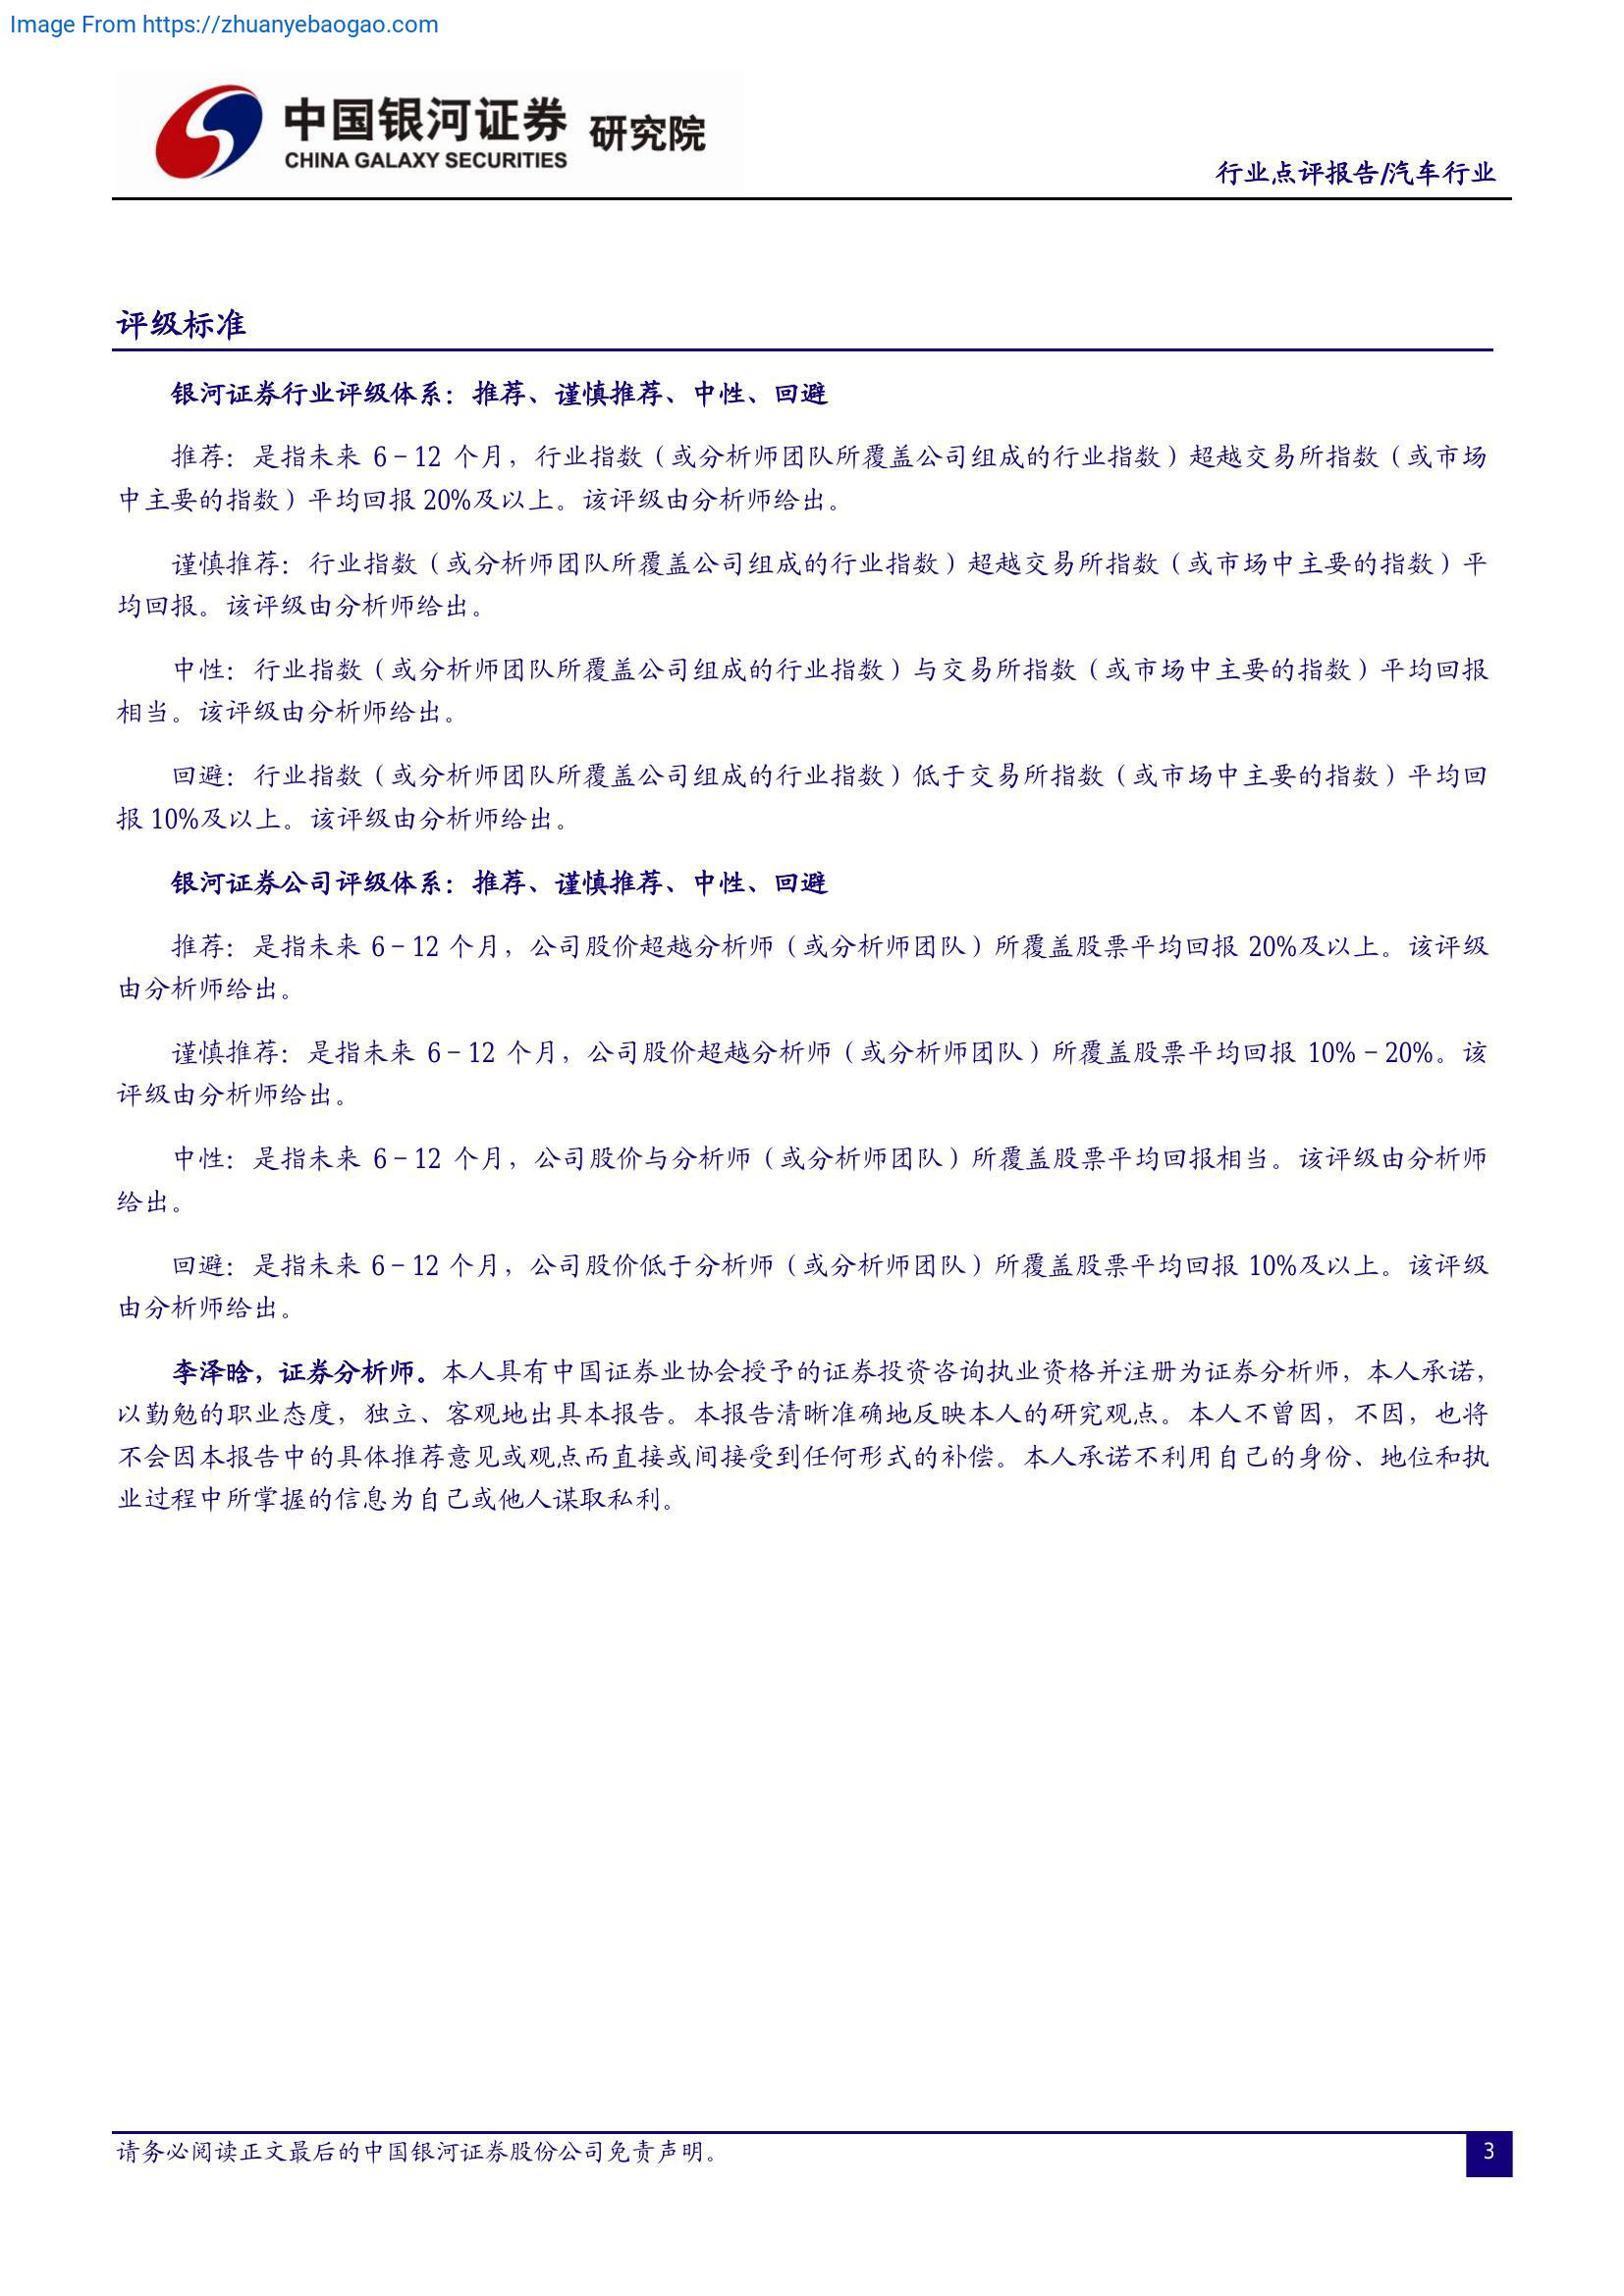 Image From https://zhuanyebaogao.com
中国银河证券 研究院
CHINA GALAXY SECURITIES
行业点评报告/汽车行业
评级标准
银河证券行业评级体系：推荐、谨慎推荐、中性、回避
推荐：是指未来 6－12 个月，行业指数（或分析师团队所覆盖公司组成的行业指数）超越交易所指数（或市场
中主要的指数）平均回报 20%及以上。该评级由分析师给出。
谨慎推荐：行业指数（或分析师团队所覆盖公司组成的行业指数）超越交易所指数（或市场中主要的指数）平
均回报。该评级由分析师给出。
中性：行业指数（或分析师团队所覆盖公司组成的行业指数）与交易所指数（或市场中主要的指数）平均回报
相当。该评级由分析师给出。
回避：行业指数（或分析师团队所覆盖公司组成的行业指数）低于交易所指数（或市场中主要的指数）平均回
报 10%及以上。该评级由分析师给出。
银河证券公司评级体系：推荐、谨慎推荐、中性、回避
推荐：是指未来 6－12 个月，公司股价超越分析师（或分析师团队）所覆盖股票平均回报 20%及以上。该评级
由分析师给出。
谨慎推荐：是指未来 6－12 个月，公司股价超越分析师（或分析师团队）所覆盖股票平均回报 10%－20%。该
评级由分析师给出。
中性：是指未来 6－12 个月，公司股价与分析师（或分析师团队）所覆盖股票平均回报相当。该评级由分析师
给出。
回避：是指未来 6－12 个月，公司股价低于分析师（或分析师团队）所覆盖股票平均回报 10%及以上。该评级
由分析师给出。
李泽晗，证券分析师。本人具有中国证券业协会授予的证券投资咨询执业资格并注册为证券分析师，本人承诺，
以勤勉的职业态度，独立、客观地出具本报告。本报告清晰准确地反映本人的研究观点。本人不曾因，不因，也将
不会因本报告中的具体推荐意见或观点而直接或间接受到任何形式的补偿。本人承诺不利用自己的身份、地位和执
业过程中所掌握的信息为自己或他人谋取私利。
请务必阅读正文最后的中国银河证券股份公司免责声明。
3